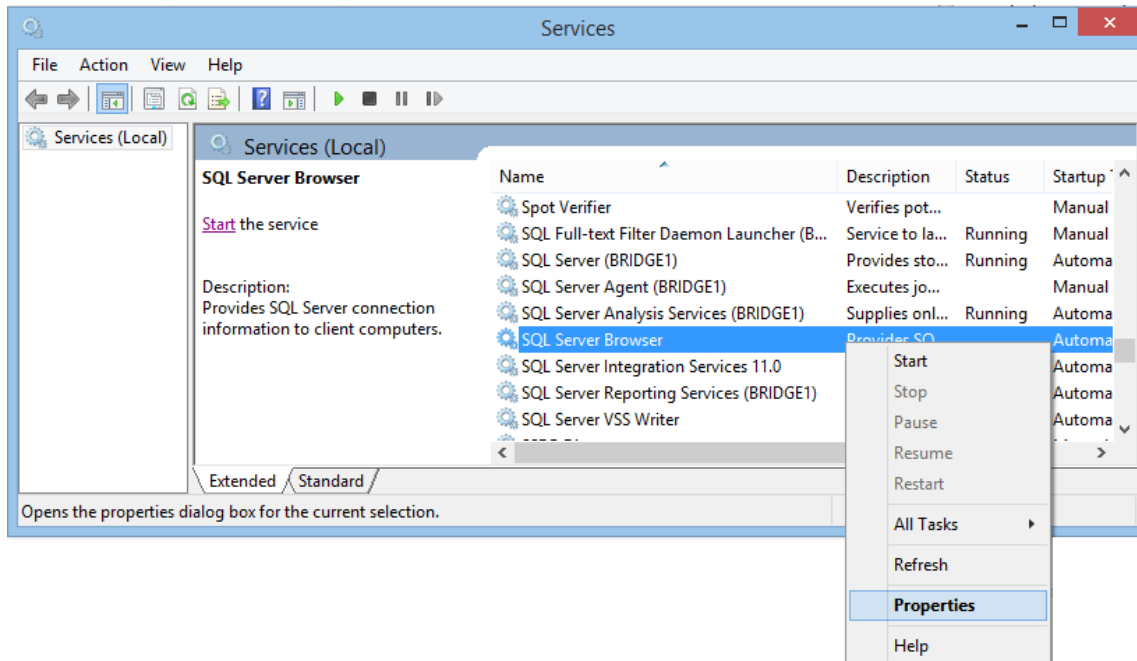 Services
File Action View Help
Services (Local)
Services (Local)
SQL Server Browser
Start the service
Description:
Provides SQL Server connection
information to client computers.
Name Description Status Startup
Spot Verifier Verifies pot... Manual
SQL Full-text Filter Daemon Launcher (B... Service to la... Running Manual
SQL Server (BRIDGE1) Provides sto... Running Automa
SQL Server Agent (BRIDGE1) Executes jo... Manual
SQL Server Analysis Services (BRIDGE1) Supplies onl... Running Automa
SQL Server Browser Provides SQ Automa
SQL Server Integration Services 11.0 Automa
SQL Server Reporting Services (BRIDGE1) Automa
SQL Server VSS Writer Automa
Start
Stop
Pause
Resume
Restart
All Tasks
Refresh
Properties
Help
Extended Standard
Opens the properties dialog box for the current selection.